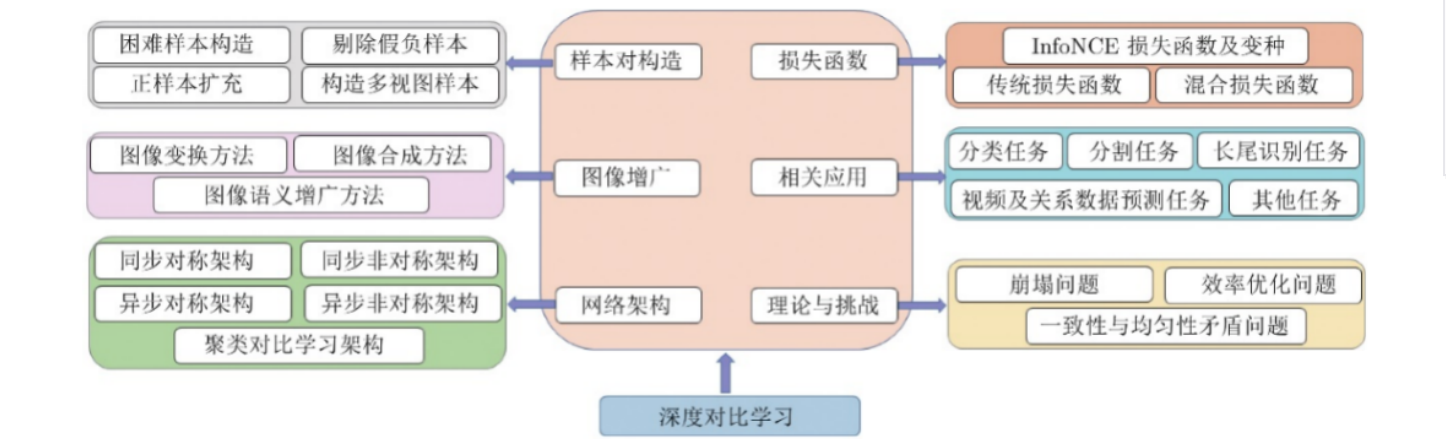 困难样本构造
剔除假负样本
正样本扩充
构造多视图样本
图像变换方法
图像合成方法
图像语义增广方法
同步对称架构
同步非对称架构
异步对称架构
异步非对称架构
聚类对比学习架构
样本对构造
图像增广
网络架构
损失函数
相关应用
理论与挑战
InfoNCE 损失函数及变种
传统损失函数
混合损失函数
分类任务
分割任务
长尾识别任务
视频及关系数据预测任务
其他任务
崩塌问题
效率优化问题
一致性与均匀性矛盾问题
深度对比学习